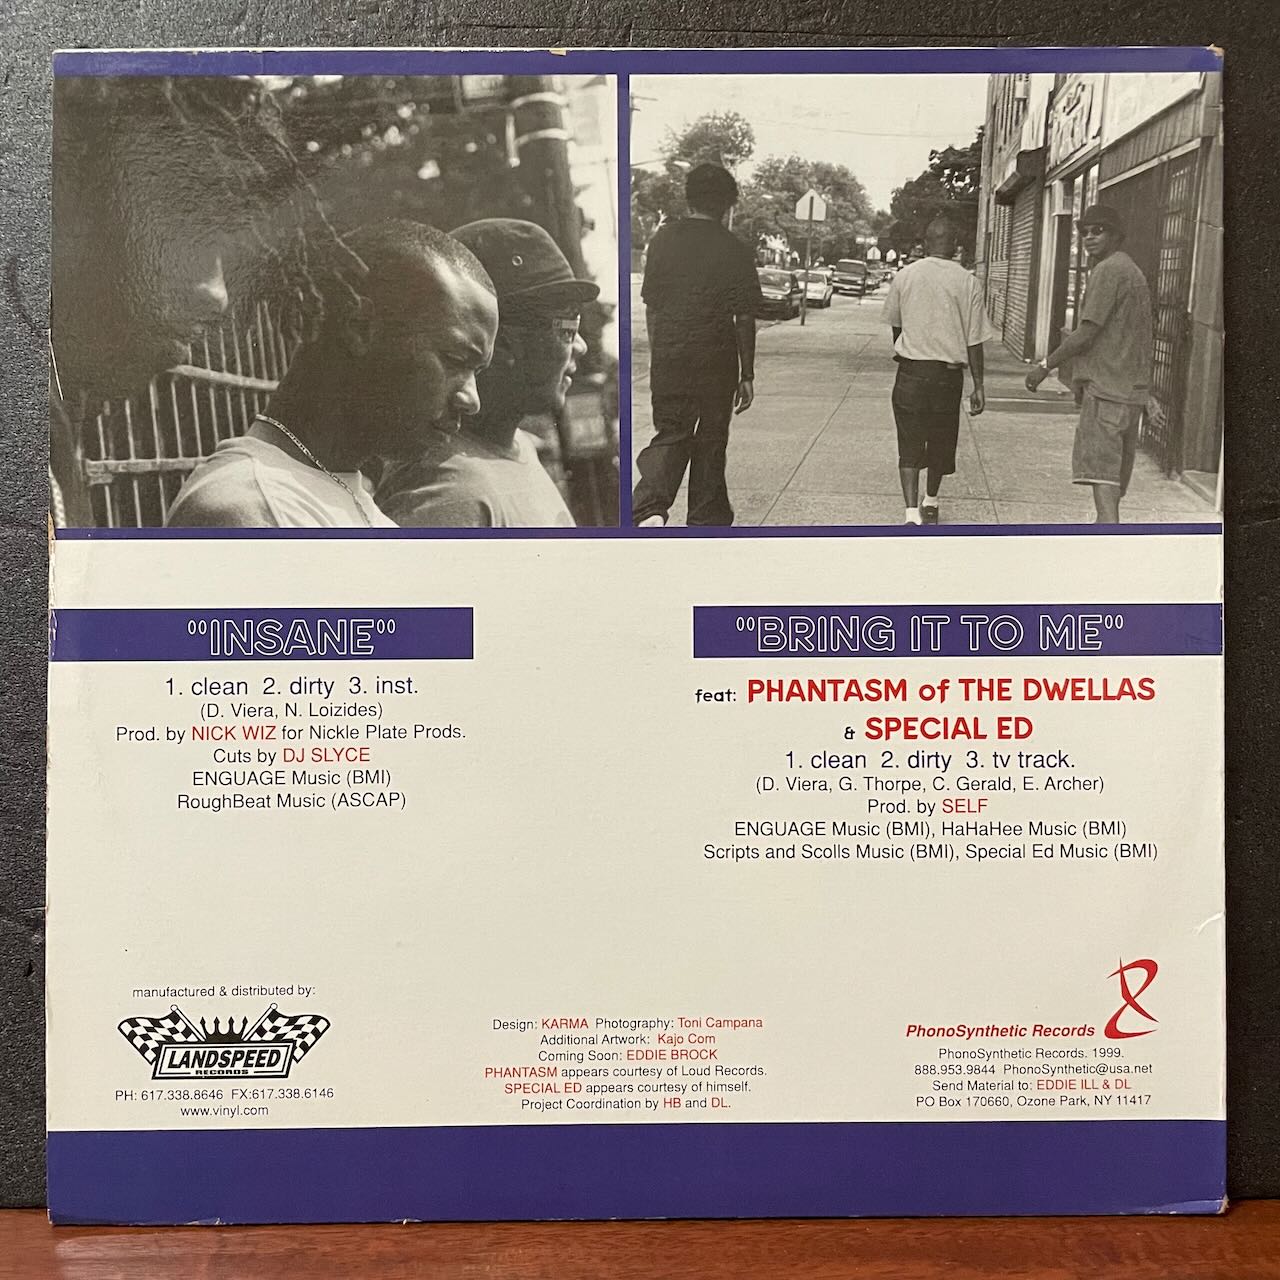 "INSANE"
1. clean 2. dirty 3. inst.
(D. Viera, N. Loizides)
Prod. by NICK WIZ for Nickle Plate Prods.
Cuts by DJ SLYCE
ENGUAGE Music (BMI)
RoughBeat Music (ASCAP)
"BRING IT TO ME"
feat: PHANTASM of THE DWELLAS
& SPECIAL ED
1. clean 2. dirty 3. tv track.
(D. Viera, G. Thorpe, C. Gerald, E. Archer)
Prod. by SELF
ENGUAGE Music (BMI), HaHaHee Music (BMI)
Scripts and Scolls Music (BMI), Special Ed Music (BMI)
manufactured & distributed by:
LANDSPEED
RECORDS
PH: 617.338.8646 FX:617.338.6146
www.vinyl.com
Design: KARMA Photography: Toni Campana
Additional Artwork: Kajo Com
Coming Soon: EDDIE BROCK
PHANTASM appears courtesy of Loud Records.
SPECIAL ED appears courtesy of himself.
Project Coordination by HB and DL.
PhonoSynthetic Records
PhonoSynthetic Records. 1999.
888.953.9844 PhonoSynthetic@usa.net
Send Material to: EDDIE ILL & DL
PO Box 170660, Ozone Park, NY 11417